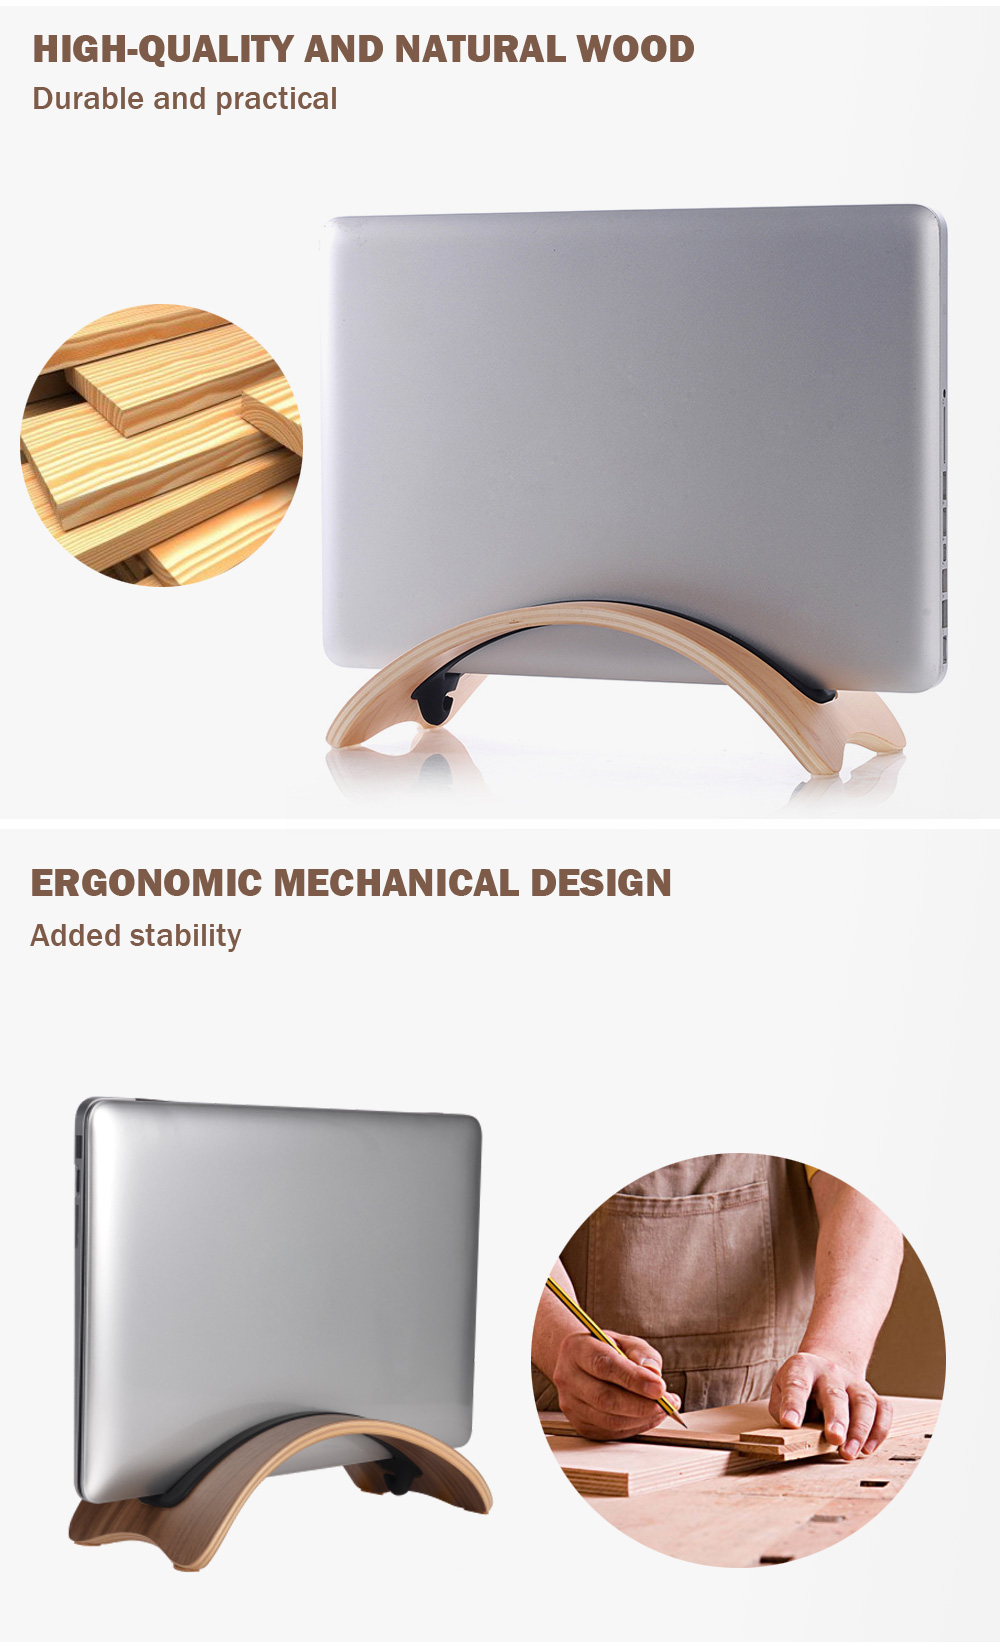 HIGH-QUALITY AND NATURAL WOOD
Durable and practical
ERGONOMIC MECHANICAL DESIGN
Added stability